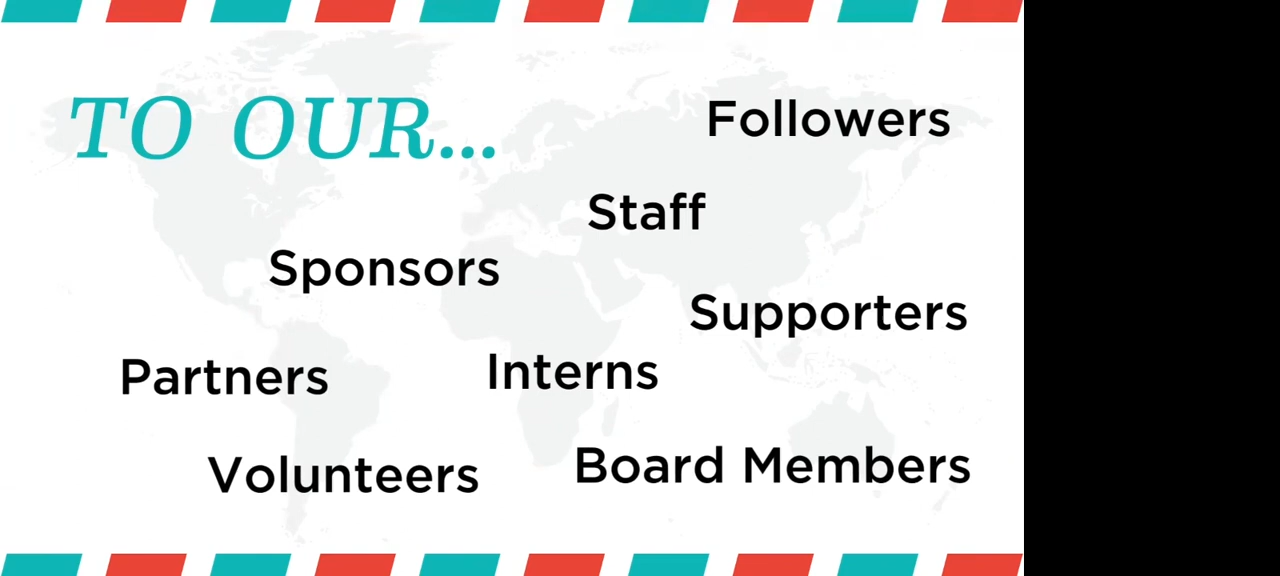 TO OUR...
Followers
Staff
Sponsors
Supporters
Partners
Interns
Volunteers
Board Members